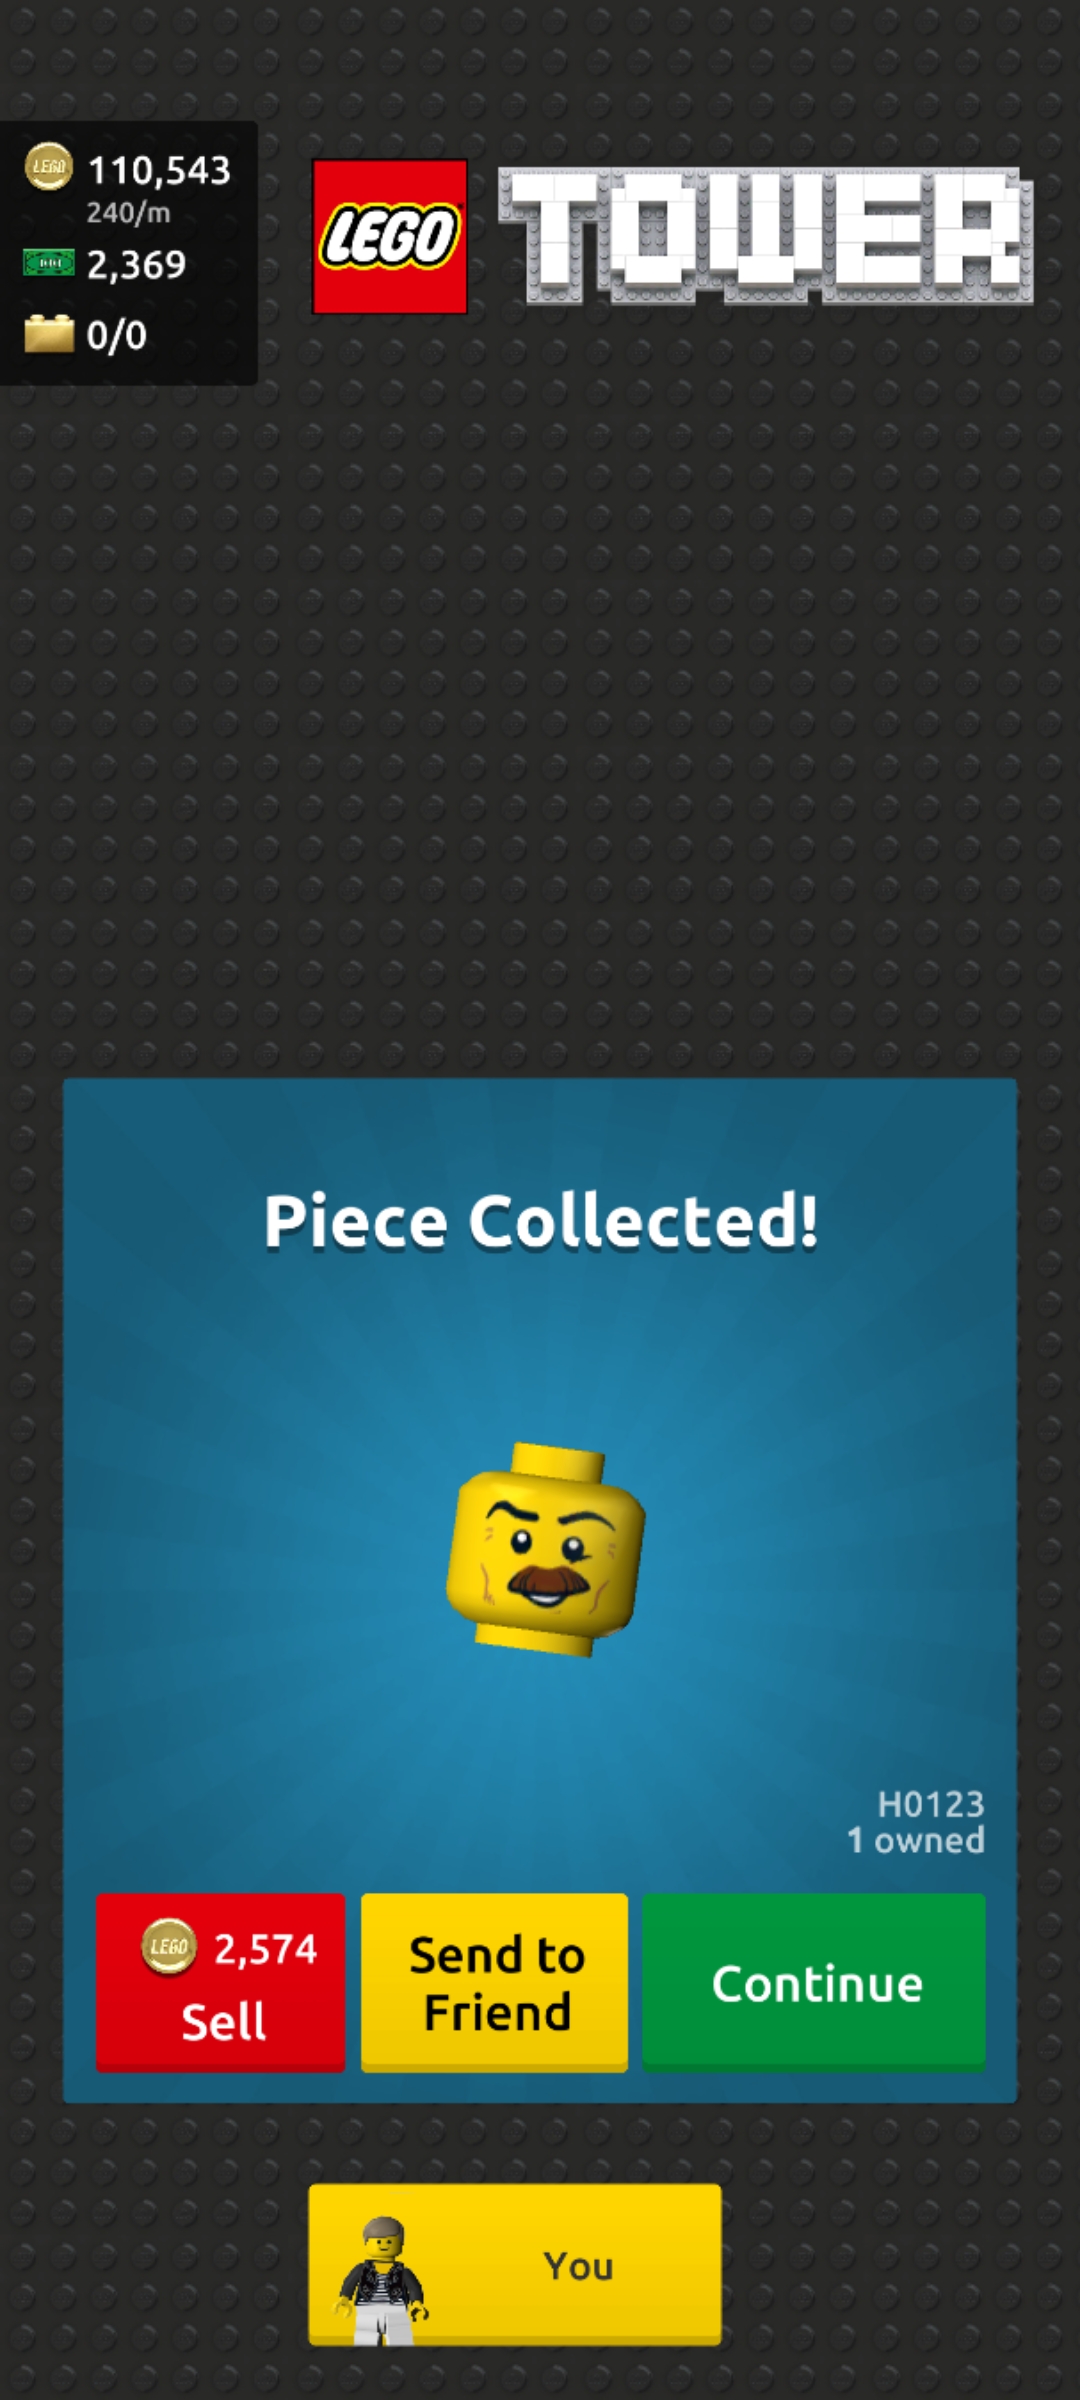 LEGO
110,543
240/m
2,369
0/0
LEGO
TOWER
Piece Collected!
H0123
1 owned
LEGO
2,574
Sell
Send to
Friend
Continue
You